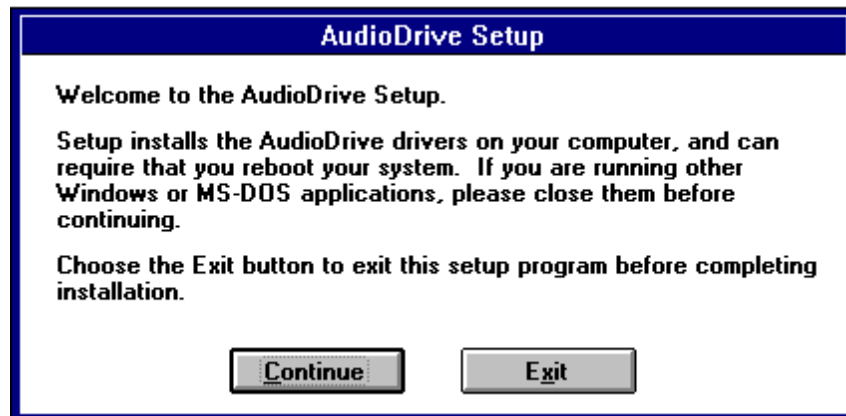 AudioDrive Setup
Welcome to the AudioDrive Setup.
Setup installs the AudioDrive drivers on your computer, and can
require that you reboot your system.  If you are running other
Windows or MS-DOS applications, please close them before
continuing.
Choose the Exit button to exit this setup program before completing
installation.
Continue
Exit